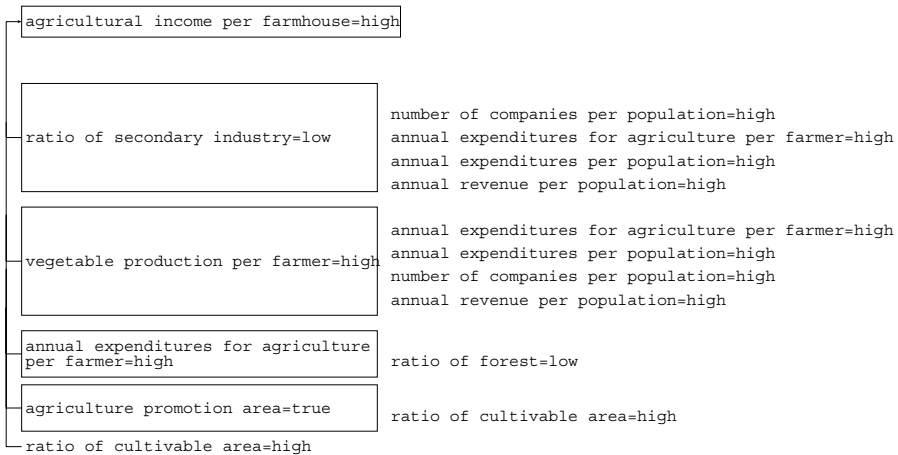 agricultural income per farmhouse=high
ratio of secondary industry=low
number of companies per population=high
annual expenditures for agriculture per farmer=high
annual expenditures per population=high
annual revenue per population=high
vegetable production per farmer=high
annual expenditures for agriculture per farmer=high
annual expenditures per population=high
number of companies per population=high
annual revenue per population=high
annual expenditures for agriculture
per farmer=high
ratio of forest=low
agriculture promotion area=true
ratio of cultivable area=high
ratio of cultivable area=high